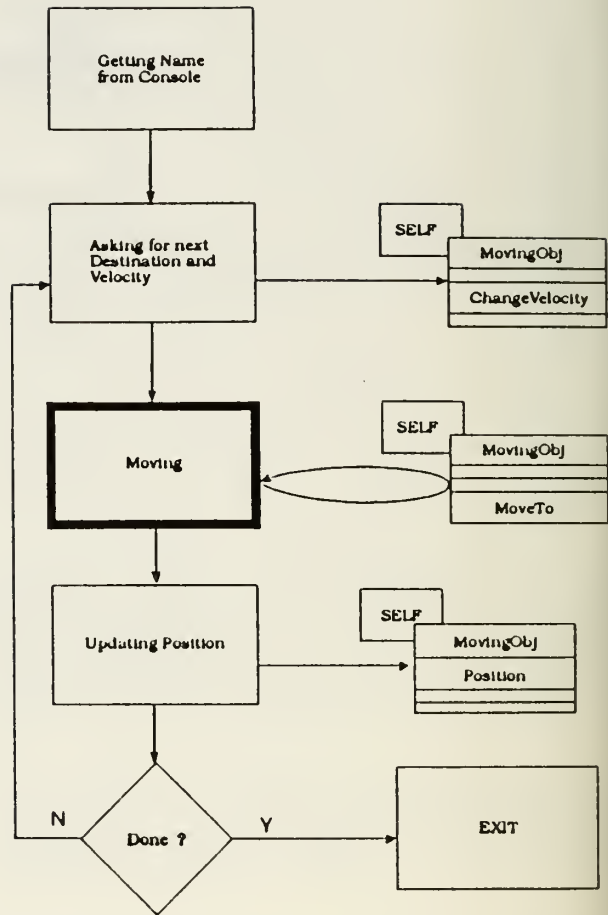 Getting Name
from Console
Asking for next
Destination and
Velocity
SELF
MovingObj
ChangeVelocity
Moving
SELF
MovingObj
MoveTo
Updating Position
SELF
MovingObj
Position
Done ?
N
Y
EXIT